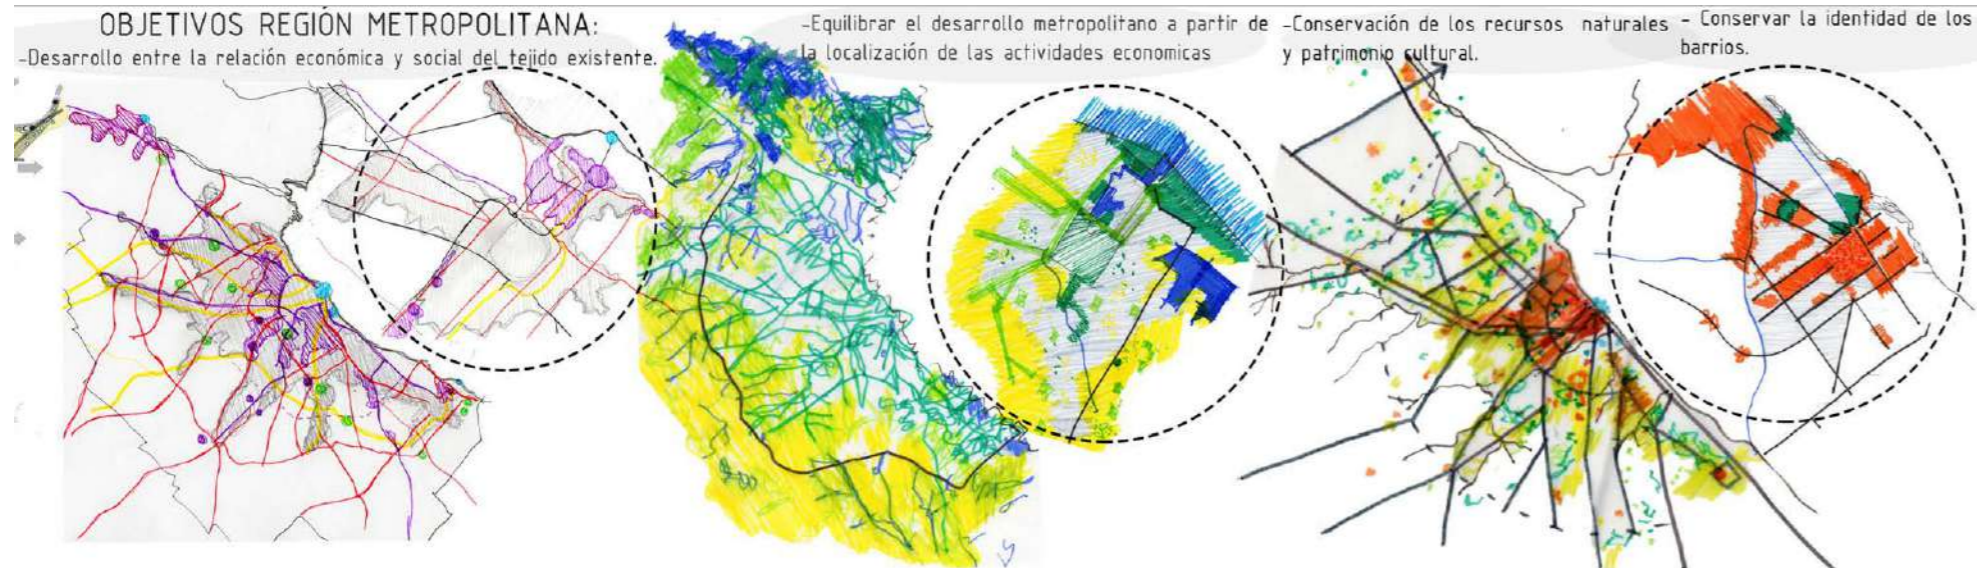 OBJETIVOS REGIÓN METROPOLITANA:
-Desarrollo entre la relación económica y social del tejido existente.
-Equilibrar el desarrollo metropolitano a partir de
la localización de las actividades economicas
-Conservación de los recursos naturales
y patrimonio cultural.
- Conservar la identidad de los
barrios.